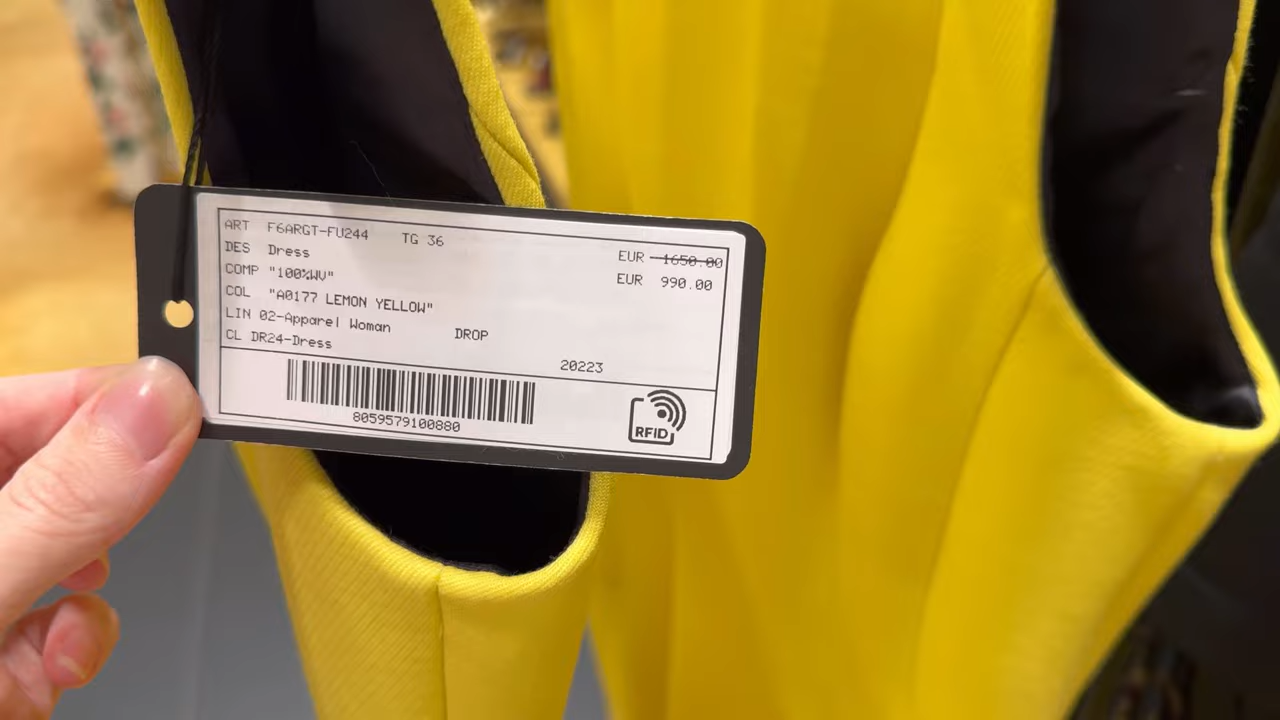 ART F6ARGT-FU244 TG 36
DES Dress
EUR 1650.00
COMP "100%WV"
EUR 990.00
COL "A0177 LEMON YELLOW"
LIN 02-Apparel Woman DROP
CL DR24-Dress
20223
8059579100880
RFID